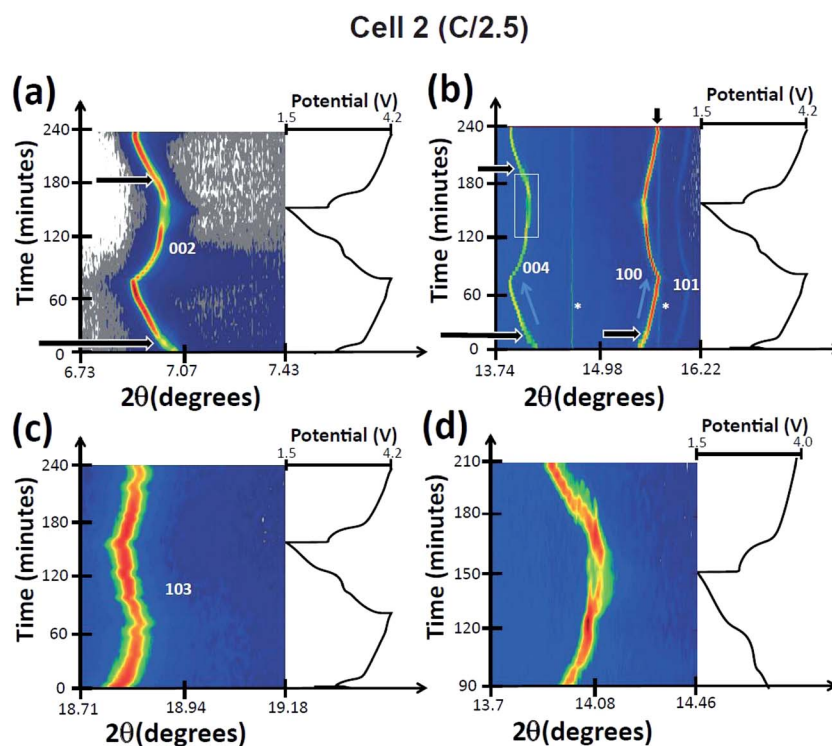 Cell 2 (C/2.5)
(a)
Potential (V)
1.5 4.2
Time (minutes)
240
180
120
60
0
002
6.73 7.07 7.43
2θ(degrees)
(b)
Potential (V)
1.5 4.2
Time (minutes)
240
180
120
60
0
004 100 101
* *
13.74 14.98 16.22
2θ(degrees)
(c)
Potential (V)
1.5 4.2
Time (minutes)
240
180
120
60
0
103
18.71 18.94 19.18
2θ(degrees)
(d)
Potential (V)
1.5 4.0
Time (minutes)
210
180
150
120
90
13.7 14.08 14.46
2θ(degrees)